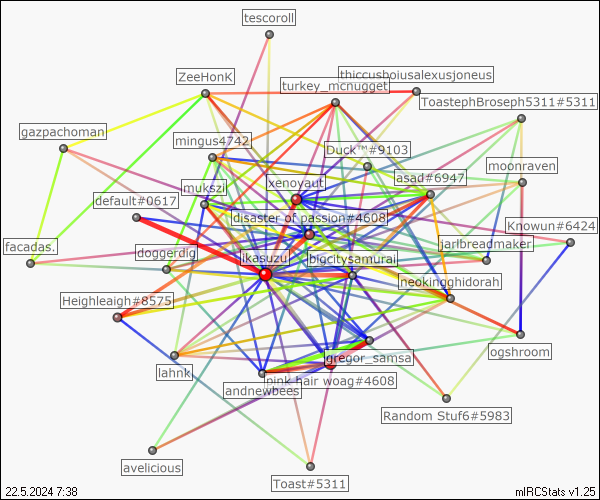 tescoroll
thiccusboiusalexusjoneus
ZeeHonK
turkey_mcnugget
ToastephBroseph5311#5311
gazpachoman
mingus4742
Duck™#9103
moonraven
asad#6947
xenoyaut
mukszi
default#0617
disaster of passion#4608
Knowun#6424
facadas.
doggerdig
ikasuzu
bigcitysamurai
jarlbreadmaker
neokingghidorah
Heighleaigh#8575
ogshroom
gregor_samsa
lahnk
pink hair woag#4608
andnewbees
Random Stuf6#5983
avelicious
Toast#5311
22.5.2024 7:38
mIRCStats v1.25